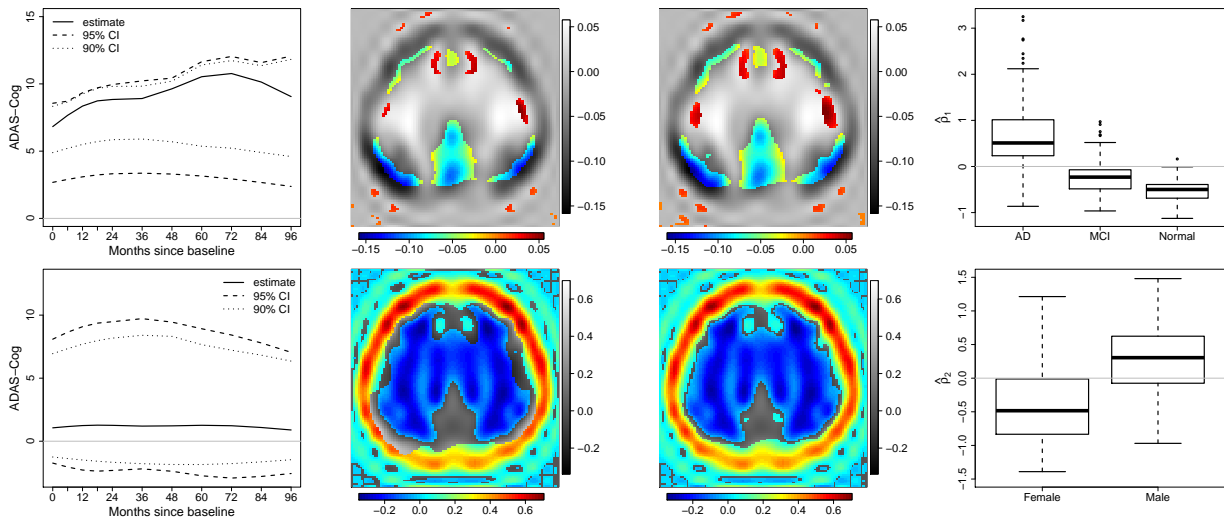 ADAS−Cog
15
10
5
0
estimate
95% CI
90% CI
0 6 12 24 36 48 60 72 84 96
Months since baseline
0.05
0.00
−0.05
−0.10
−0.15
−0.15 −0.10 −0.05 0.00 0.05
0.05
0.00
−0.05
−0.10
−0.15
−0.15 −0.10 −0.05 0.00 0.05
ρ̂1
3
2
1
0
−1
AD MCI Normal
ADAS−Cog
10
5
0
estimate
95% CI
90% CI
0 6 12 24 36 48 60 72 84 96
Months since baseline
0.6
0.4
0.2
0.0
−0.2
−0.2 0.0 0.2 0.4 0.6
0.6
0.4
0.2
0.0
−0.2
−0.2 0.0 0.2 0.4 0.6
ρ̂2
1.5
1.0
0.5
0.0
−0.5
−1.0
−1.5
Female Male